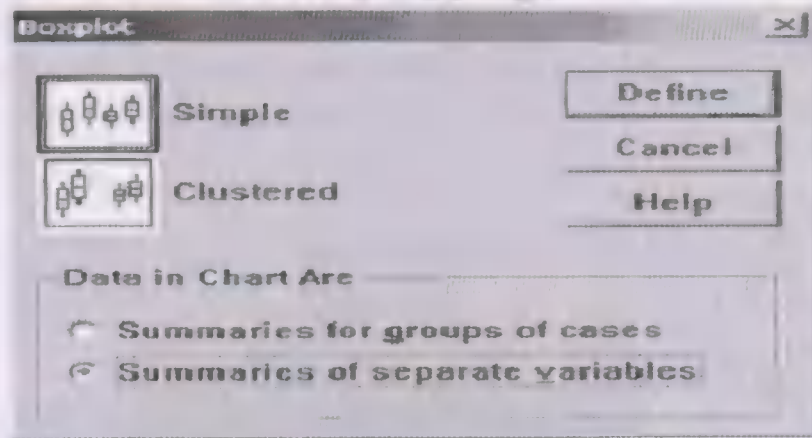 Boxplot
Simple
Define
Cancel
Clustered
Help
Data in Chart Are
Summaries for groups of cases
Summaries of separate variables